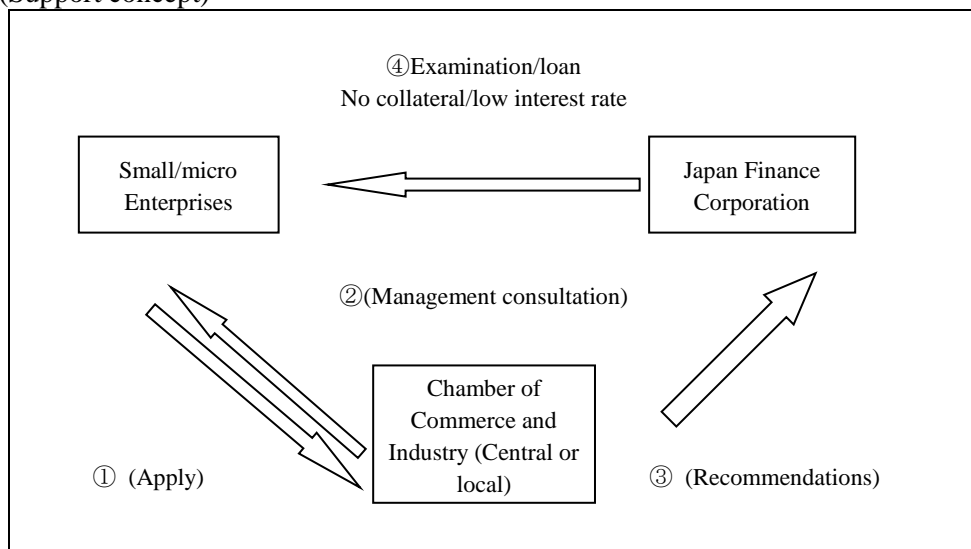 (Support concept)
④Examination/loan
No collateral/low interest rate
Small/micro
Enterprises
Japan Finance
Corporation
②(Management consultation)
Chamber of
Commerce and
Industry (Central or
local)
① (Apply)
③ (Recommendations)